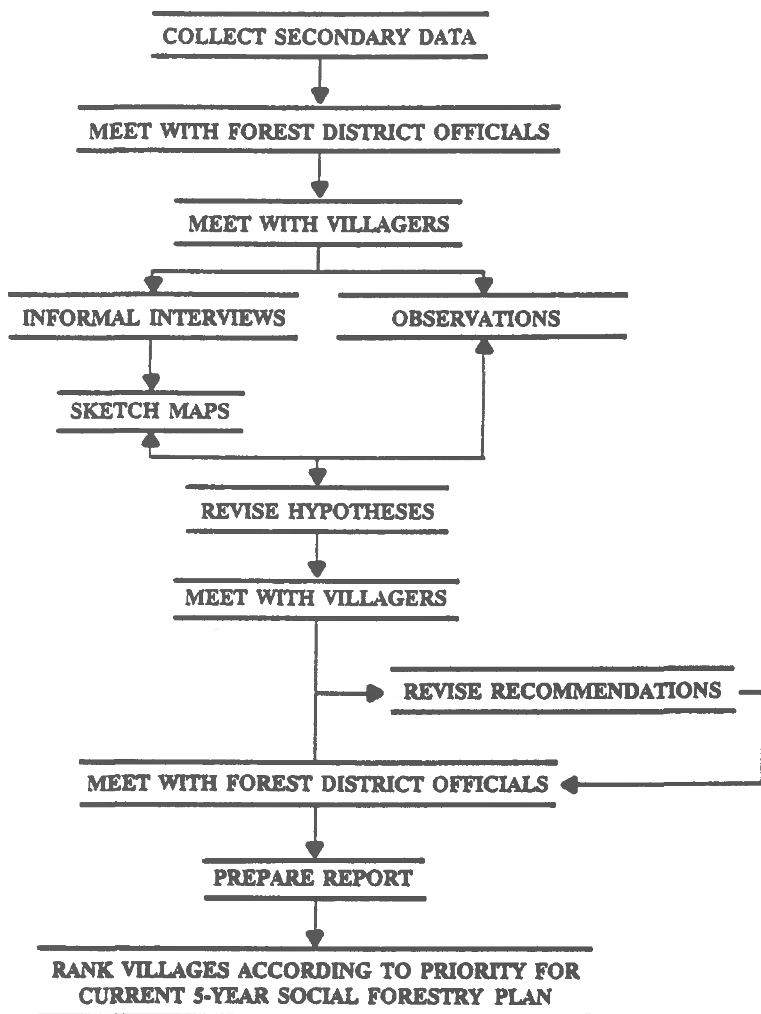 COLLECT SECONDARY DATA
MEET WITH FOREST DISTRICT OFFICIALS
MEET WITH VILLAGERS
INFORMAL INTERVIEWS
OBSERVATIONS
SKETCH MAPS
REVISE HYPOTHESES
MEET WITH VILLAGERS
REVISE RECOMMENDATIONS
MEET WITH FOREST DISTRICT OFFICIALS
PREPARE REPORT
RANK VILLAGES ACCORDING TO PRIORITY FOR
CURRENT 5-YEAR SOCIAL FORESTRY PLAN